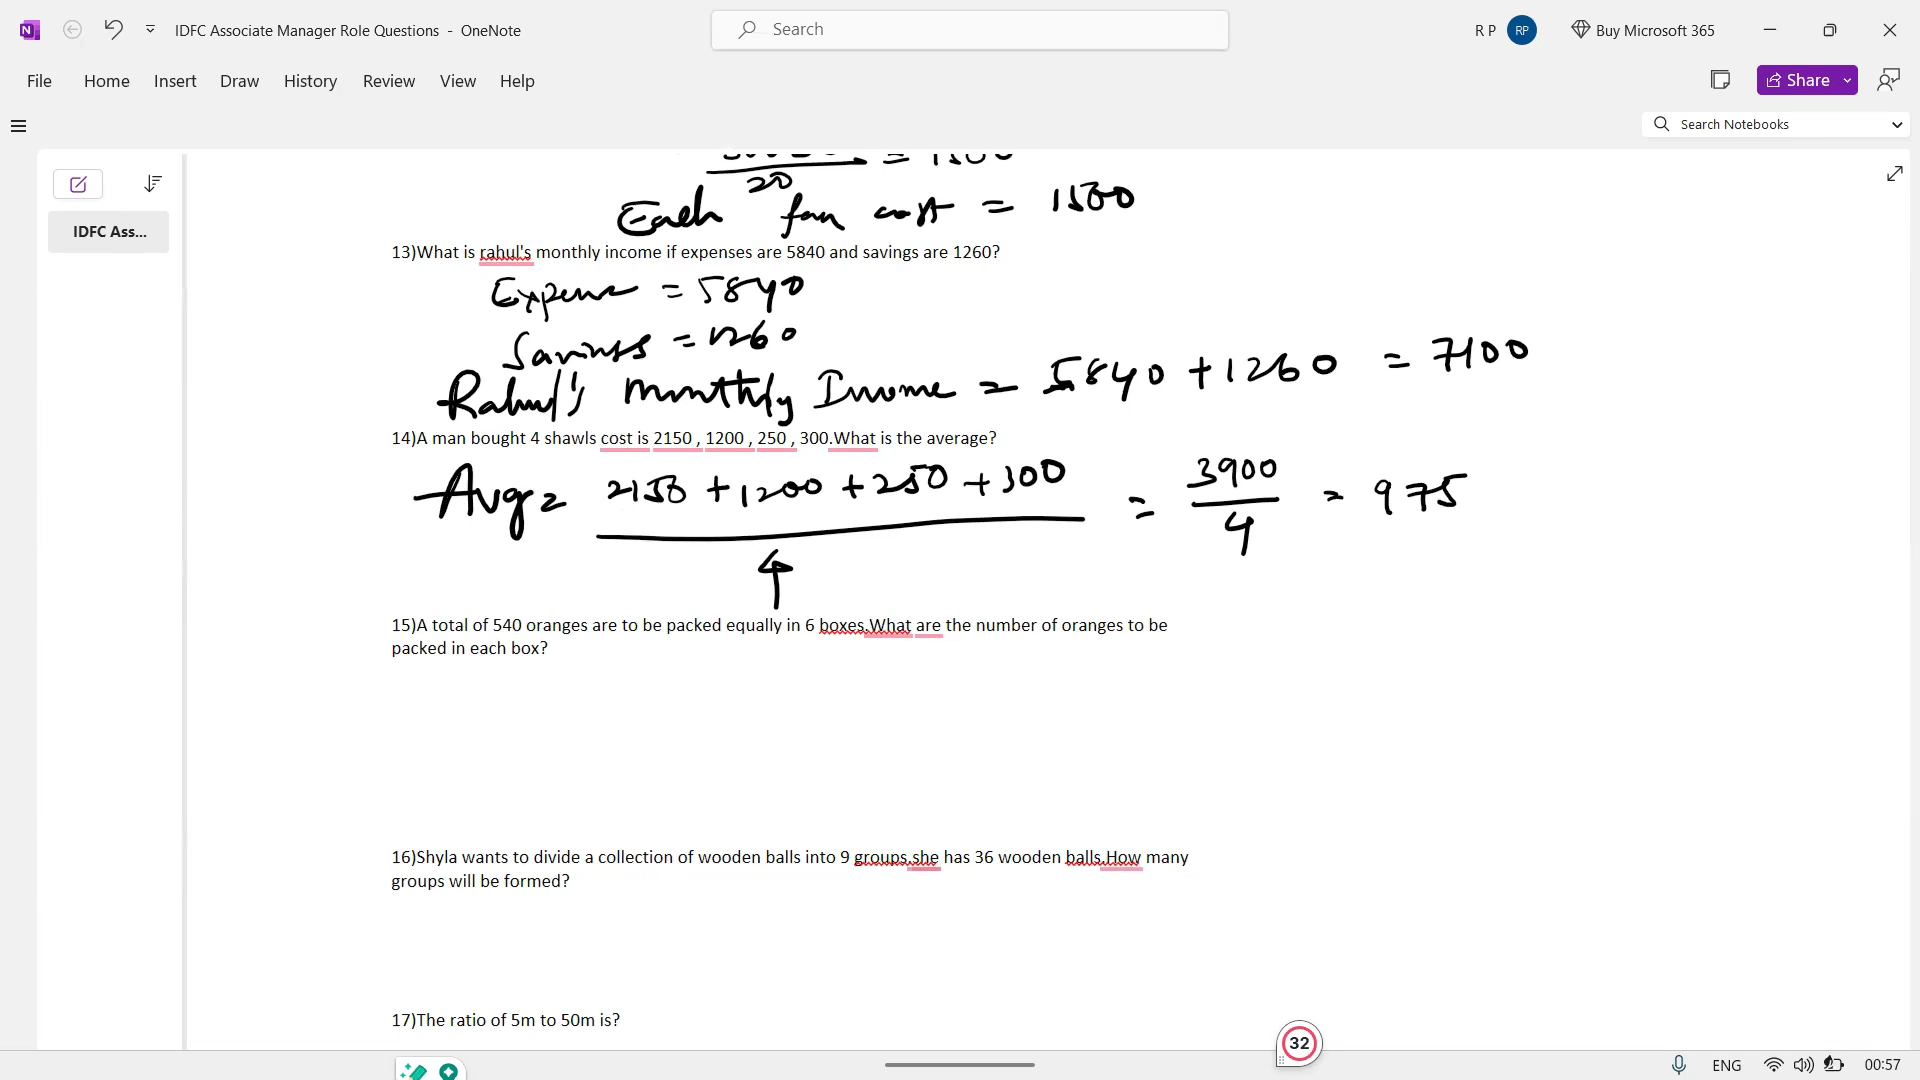 IDFC Associate Manager Role Questions - OneNote
Search
R P
RP
Buy Microsoft 365
File Home Insert Draw History Review View Help
Share
Search Notebooks
IDFC Ass...
20
Each fan cost = 1500
13)What is rahul's monthly income if expenses are 5840 and savings are 1260?
Expense = 5840
Savings = 1260
Rahul's Monthly Income = 5840 + 1260 = 7100
14)A man bought 4 shawls cost is 2150 , 1200 , 250 , 300.What is the average?
Avg = 2150 + 1200 + 250 + 300 = 3900 = 975
4 4
15)A total of 540 oranges are to be packed equally in 6 boxes.What are the number of oranges to be
packed in each box?
16)Shyla wants to divide a collection of wooden balls into 9 groups.she has 36 wooden balls.How many
groups will be formed?
17)The ratio of 5m to 50m is?
32
ENG
00:57